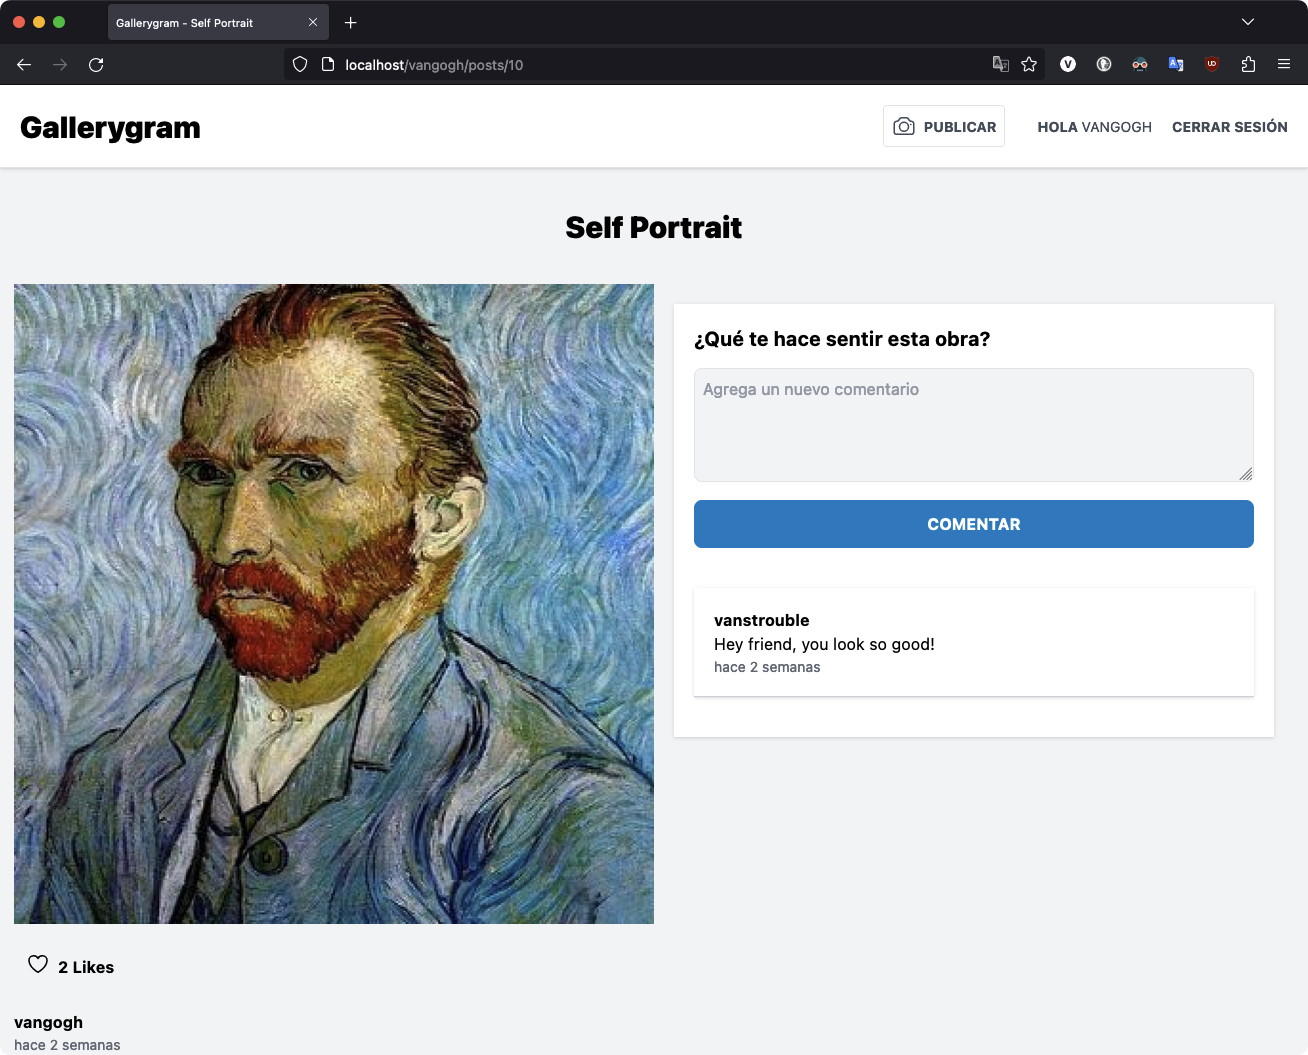 Gallerygram - Self Portrait
localhost/vangogh/posts/10
Gallerygram
PUBLICAR
HOLA VANGOGH
CERRAR SESIÓN
Self Portrait
¿Qué te hace sentir esta obra?
Agrega un nuevo comentario
COMENTAR
vanstrouble
Hey friend, you look so good!
hace 2 semanas
2 Likes
vangogh
hace 2 semanas